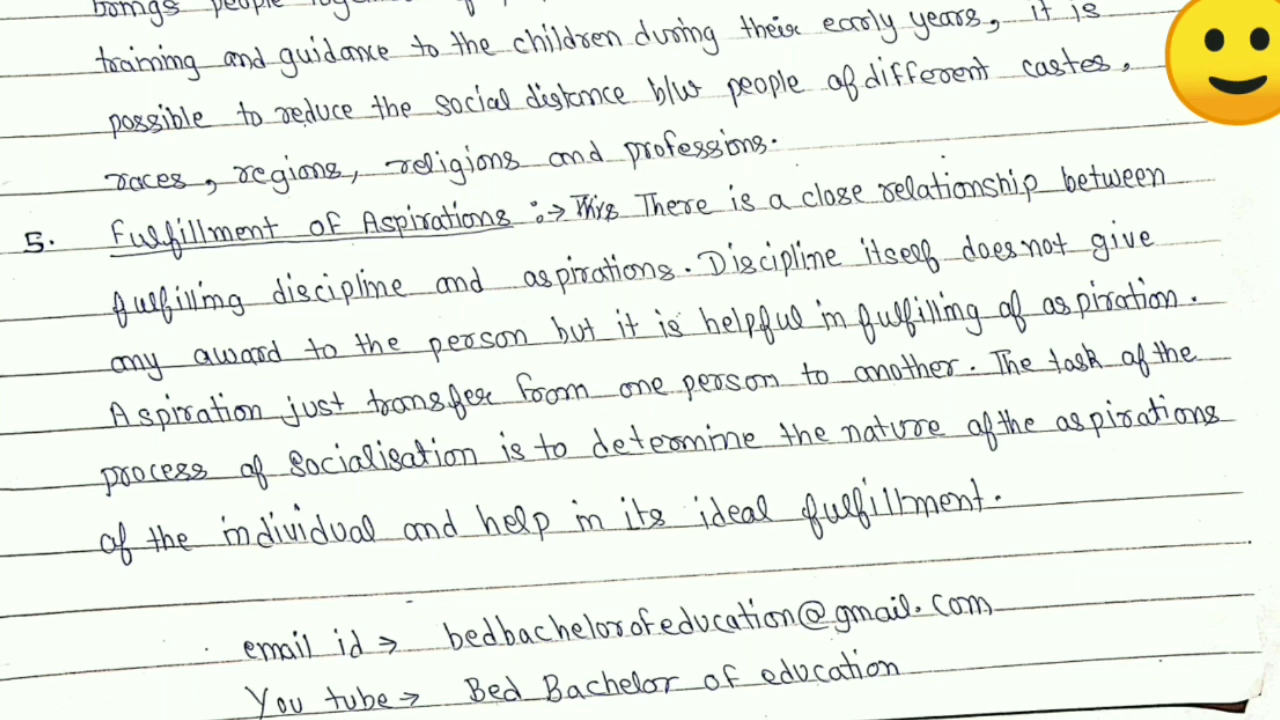 brings people
training and guidance to the children during their early years, it is
possible to reduce the social distance b/w people of different castes,
races, regions, religions and professions.
5. Fulfillment of Aspirations :→ This There is a close relationship between
fulfilling discipline and aspirations. Discipline itself does not give
any award to the person but it is helpful in fulfilling of aspiration.
Aspiration just transfer from one person to another. The task of the
process of Socialisation is to determine the nature of the aspirations
of the individual and help in its ideal fulfillment.
email id → bedbachelorofeducation@gmail.com
You tube → Bed Bachelor of education